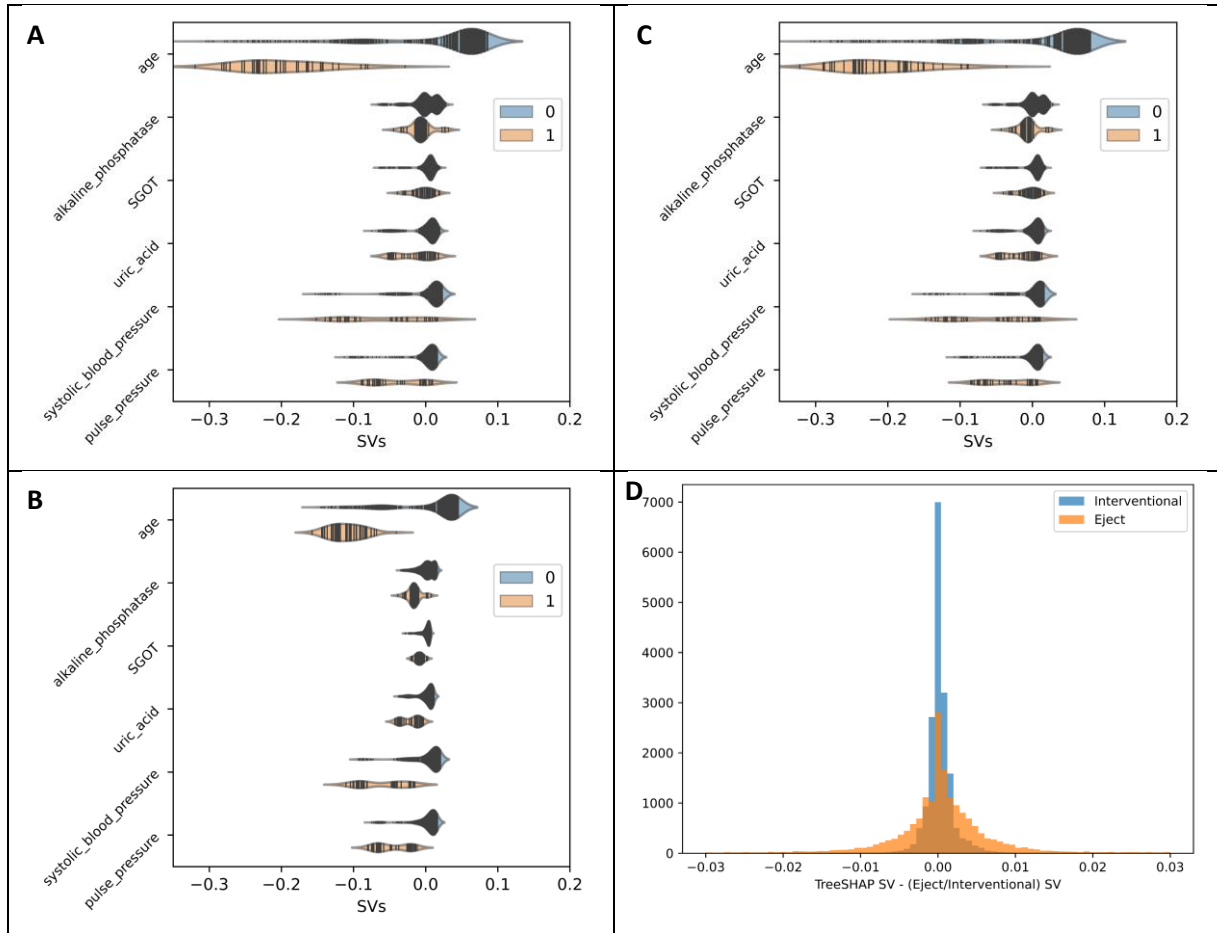 A
age
alkaline_phosphatase
SGOT
uric_acid
systolic_blood_pressure
pulse_pressure
0
1
−0.3 −0.2 −0.1 0.0 0.1 0.2
SVs
C
age
alkaline_phosphatase
SGOT
uric_acid
systolic_blood_pressure
pulse_pressure
0
1
−0.3 −0.2 −0.1 0.0 0.1 0.2
SVs
B
age
alkaline_phosphatase
SGOT
uric_acid
systolic_blood_pressure
pulse_pressure
0
1
−0.3 −0.2 −0.1 0.0 0.1 0.2
SVs
D
7000
6000
5000
4000
3000
2000
1000
0
Interventional
Eject
−0.03 −0.02 −0.01 0.00 0.01 0.02 0.03
TreeSHAP SV - (Eject/Interventional) SV